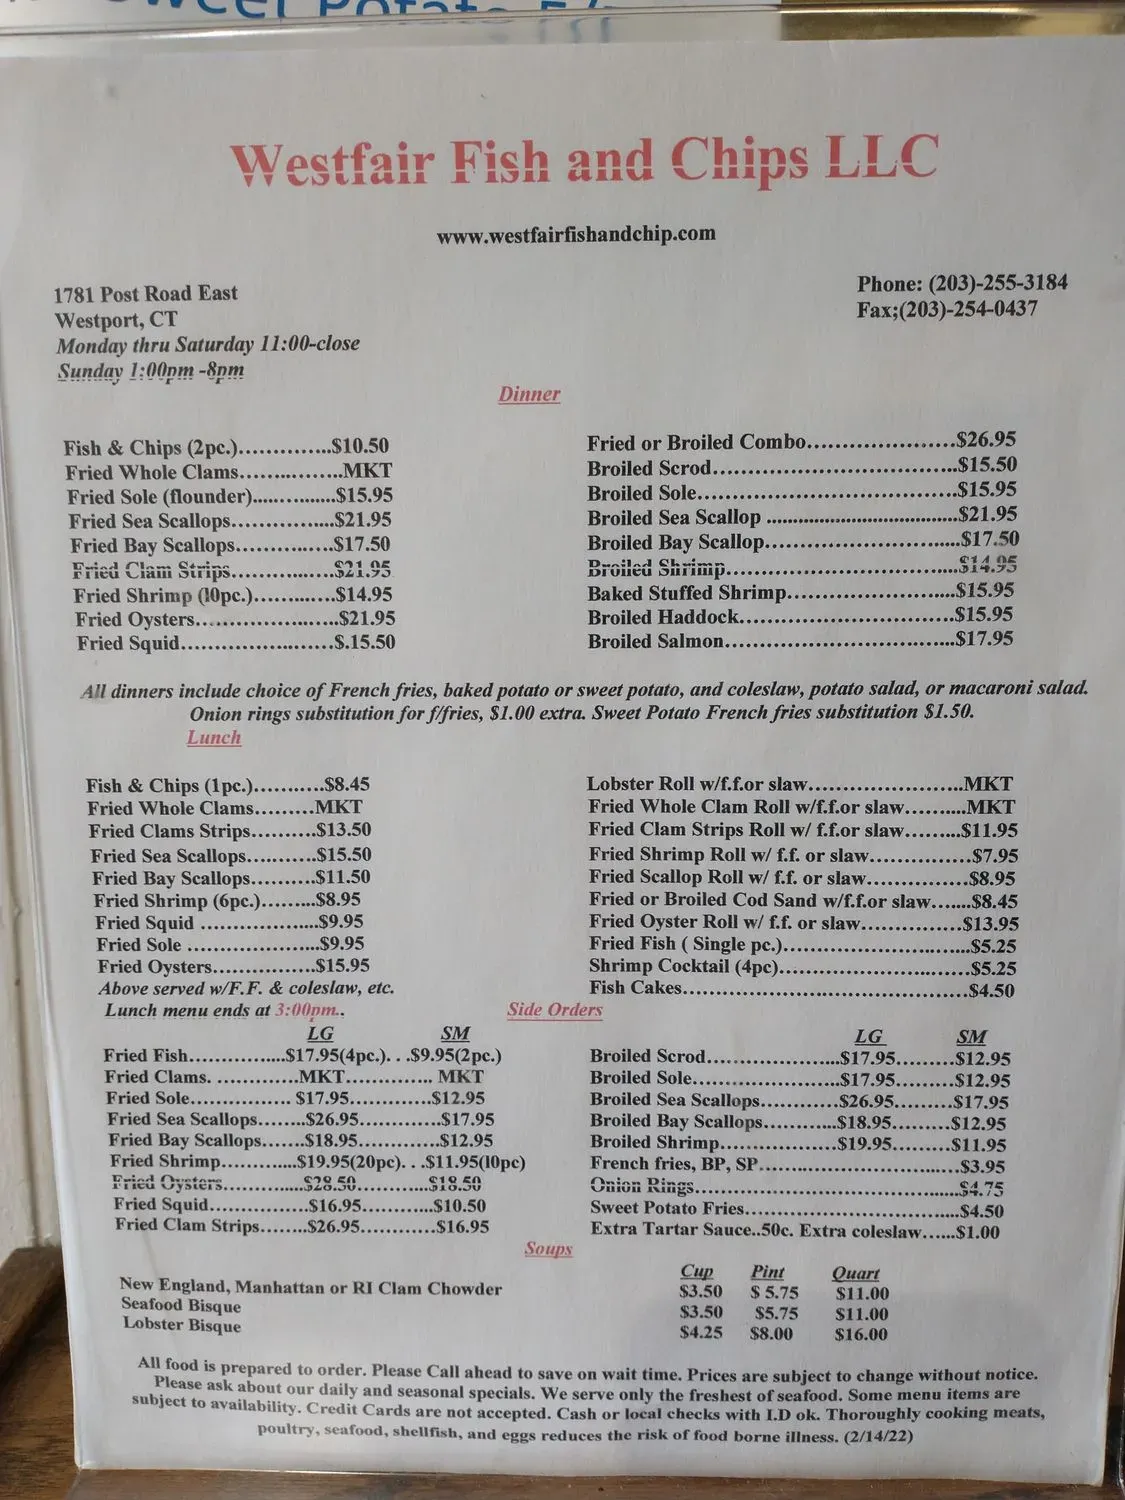 Sweet Potato
Westfair Fish and Chips LLC
www.westfairfishandchip.com
1781 Post Road East
Westport, CT
Monday thru Saturday 11:00-close
Sunday 1:00pm -8pm
Phone: (203)-255-3184
Fax;(203)-254-0437
Dinner
Fish & Chips (2pc.)..............$10.50
Fried Whole Clams...............MKT
Fried Sole (flounder)..............$15.95
Fried Sea Scallops...............$21.95
Fried Bay Scallops..............$17.50
Fried Clam Strips...............$21.95
Fried Shrimp (10pc.)............$14.95
Fried Oysters.....................$21.95
Fried Squid.......................$.15.50
Fried or Broiled Combo......................$26.95
Broiled Scrod....................................$15.50
Broiled Sole......................................$15.95
Broiled Sea Scallop ......................................$21.95
Broiled Bay Scallop.............................$17.50
Broiled Shrimp..................................$14.95
Baked Stuffed Shrimp.........................$15.95
Broiled Haddock................................$15.95
Broiled Salmon..................................$17.95
All dinners include choice of French fries, baked potato or sweet potato, and coleslaw, potato salad, or macaroni salad.
Onion rings substitution for f/fries, $1.00 extra. Sweet Potato French fries substitution $1.50.
Lunch
Fish & Chips (1pc.)...........$8.45
Fried Whole Clams.........MKT
Fried Clams Strips..........$13.50
Fried Sea Scallops..........$15.50
Fried Bay Scallops..........$11.50
Fried Shrimp (6pc.).........$8.95
Fried Squid ....................$9.95
Fried Sole ......................$9.95
Fried Oysters................$15.95
Above served w/F.F. & coleslaw, etc.
Lunch menu ends at 3:00pm..
Lobster Roll w/f.f.or slaw.......................MKT
Fried Whole Clam Roll w/f.f.or slaw..........MKT
Fried Clam Strips Roll w/ f.f.or slaw.........$11.95
Fried Shrimp Roll w/ f.f. or slaw...............$7.95
Fried Scallop Roll w/ f.f. or slaw...............$8.95
Fried or Broiled Cod Sand w/f.f.or slaw.......$8.45
Fried Oyster Roll w/ f.f. or slaw...............$13.95
Fried Fish ( Single pc.)............................$5.25
Shrimp Cocktail (4pc)............................$5.25
Fish Cakes..........................................$4.50
Side Orders
LG SM
Fried Fish..............$17.95(4pc.). . .$9.95(2pc.)
Fried Clams. ............MKT............. MKT
Fried Sole................ $17.95............$12.95
Fried Sea Scallops........$26.95............$17.95
Fried Bay Scallops......$18.95............$12.95
Fried Shrimp...........$19.95(20pc). . .$11.95(10pc)
Fried Oysters............$28.50..........$18.50
Fried Squid..................$16.95...........$10.50
Fried Clam Strips.......$26.95...........$16.95
LG SM
Broiled Scrod...................$17.95........$12.95
Broiled Sole.....................$17.95........$12.95
Broiled Sea Scallops...........$26.95.........$17.95
Broiled Bay Scallops..........$18.95.........$12.95
Broiled Shrimp.................$19.95........$11.95
French fries, BP, SP.............................$3.95
Onion Rings......................................$4.75
Sweet Potato Fries...............................$4.50
Extra Tartar Sauce..50c. Extra coleslaw......$1.00
Soups
Cup Pint Quart
New England, Manhattan or RI Clam Chowder $3.50 $ 5.75 $11.00
Seafood Bisque $3.50 $5.75 $11.00
Lobster Bisque $4.25 $8.00 $16.00
All food is prepared to order. Please Call ahead to save on wait time. Prices are subject to change without notice.
Please ask about our daily and seasonal specials. We serve only the freshest of seafood. Some menu items are
subject to availability. Credit Cards are not accepted. Cash or local checks with I.D ok. Thoroughly cooking meats,
poultry, seafood, shellfish, and eggs reduces the risk of food borne illness. (2/14/22)